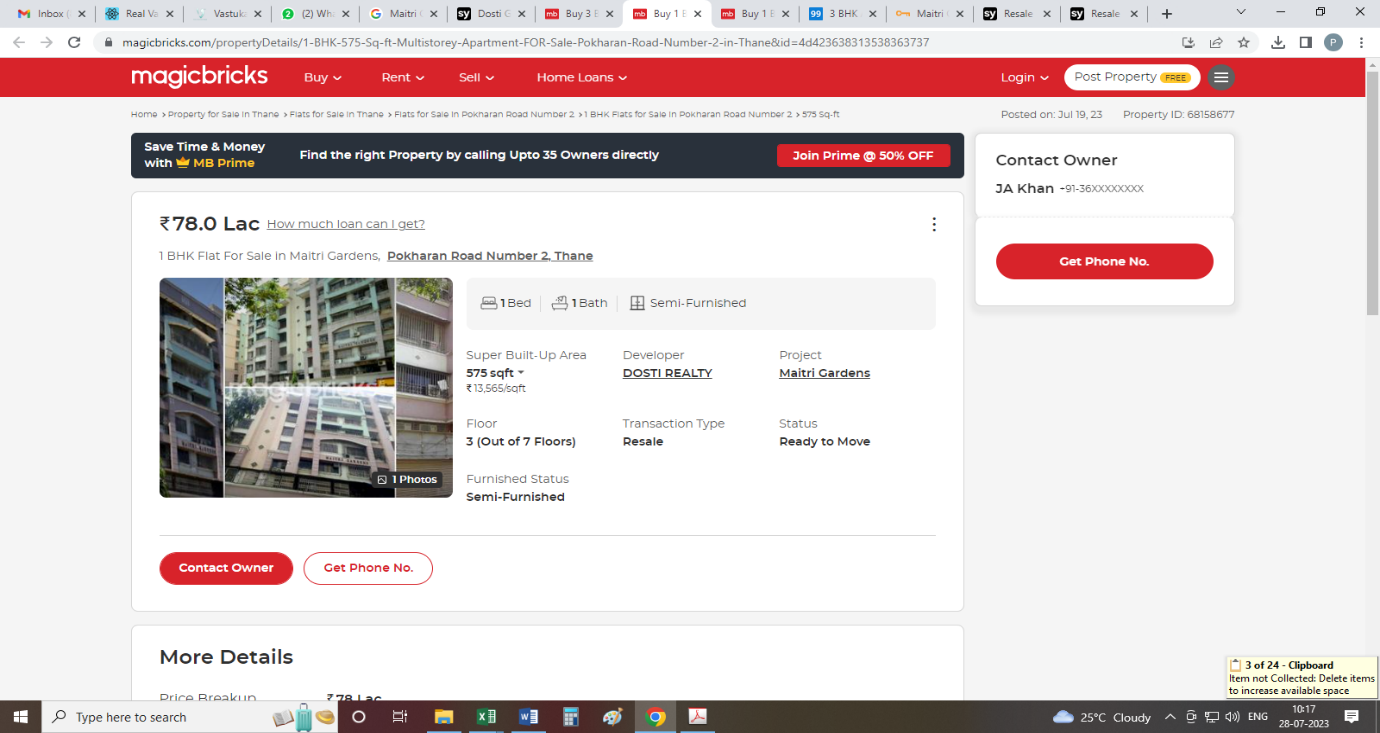 Inbox (
Real Va
Vastuk
(2) Wh
Maitri (
Dosti G
Buy 3 B
Buy 1 B
Buy 1 B
3 BHK
Maitri
Resale
Resale
magicbricks.com/propertyDetails/1-BHK-575-Sq-ft-Multistorey-Apartment-FOR-Sale-Pokharan-Road-Number-2-in-Thane&id=4d423638313538363737
magicbricks Buy Rent Sell Home Loans Login Post Property FREE
Home > Property for Sale in Thane > Flats for Sale in Thane > Flats for Sale in Pokharan Road Number 2 > 1 BHK Flats for Sale in Pokharan Road Number 2 > 575 Sq-ft
Posted on: Jul 19, 23 Property ID: 68158677
Save Time & Money
with MB Prime
Find the right Property by calling Upto 35 Owners directly
Join Prime @ 50% OFF
Contact Owner
JA Khan +91-36XXXXXXXX
Get Phone No.
₹78.0 Lac How much loan can I get?
1 BHK Flat For Sale in Maitri Gardens, Pokharan Road Number 2, Thane
magicbricks
MAITRI GARDENS
1 Photos
1 Bed 1 Bath Semi-Furnished
Super Built-Up Area Developer Project
575 sqft DOSTI REALTY Maitri Gardens
₹13,565/sqft
Floor Transaction Type Status
3 (Out of 7 Floors) Resale Ready to Move
Furnished Status
Semi-Furnished
Contact Owner Get Phone No.
More Details
Price Breakup ₹78 Lac
3 of 24 - Clipboard
Item not Collected: Delete items
to increase available space
Type here to search
25°C Cloudy
ENG
10:17
28-07-2023